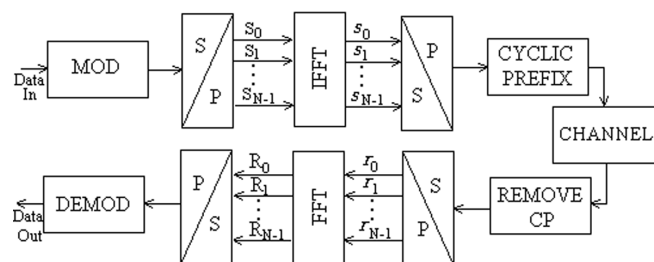 Data
In
MOD
S
P
S0
S1
⋮
SN-1
IFFT
s0
s1
⋮
sN-1
P
S
CYCLIC
PREFIX
CHANNEL
REMOVE
CP
S
P
r0
r1
⋮
rN-1
FFT
R0
R1
⋮
RN-1
P
S
DEMOD
Data
Out